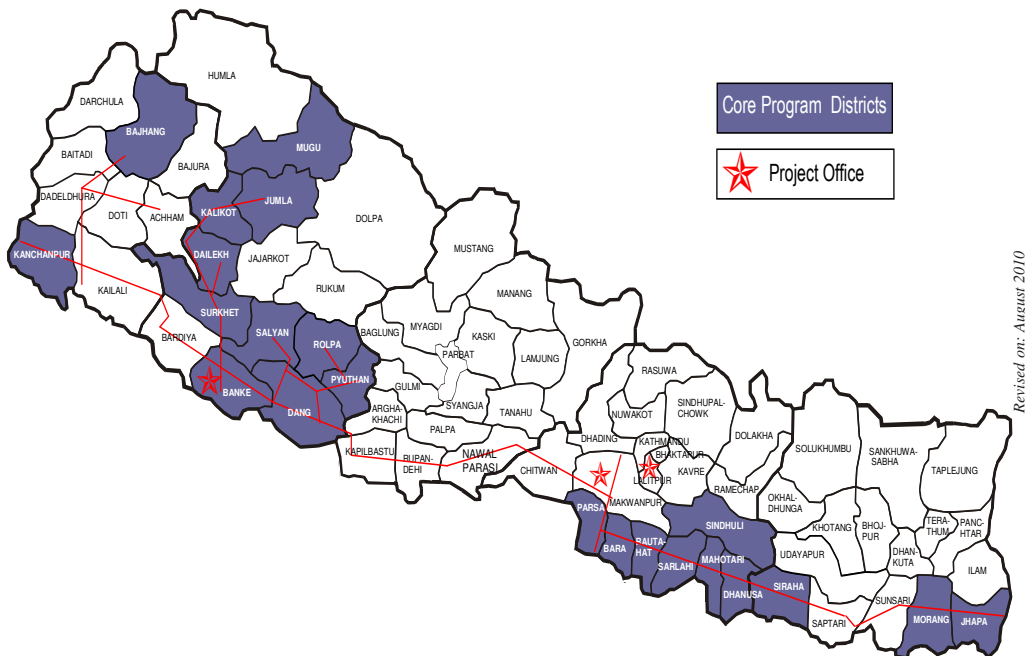 HUMLA
DARCHULA
BAJHANG
MUGU
BAITADI
BAJURA
DADELDHURA
JUMLA
KALIKOT
DOTI
ACHHAM
DOLPA
MUSTANG
KANCHANPUR
DAILEKH
JAJARKOT
KAILALI
RUKUM
MANANG
SURKHET
BARDIYA
SALYAN
ROLPA
BAGLUNG
MYAGDI
KASKI
GORKHA
PARBAT
LAMJUNG
PYUTHAN
GULMI
BANKE
DANG
ARGHA-
KHACHI
SYANGJA
TANAHU
PALPA
KAPILBASTU
RUPAN-
DEHI
NAWAL
PARASI
CHITWAN
RASUWA
NUWAKOT
SINDHUPAL-
CHOWK
DHADING
KATHMANDU
BHAKTAPUR
LALITPUR
KAVRE
DOLAKHA
RAMECHAP
MAKWANPUR
PARSA
BARA
RAUTA-
HAT
SARLAHI
SINDHULI
MAHOTARI
DHANUSA
SIRAHA
SOLUKHUMBU
SANKHUWA-
SABHA
TAPLEJUNG
OKHAL-
DHUNGA
KHOTANG
BHOJ-
PUR
TERA-
THUM
PANC-
HTAR
DHAN-
KUTA
UDAYAPUR
ILAM
SAPTARI
SUNSARI
MORANG
JHAPA
Core Program Districts
Project Office
Revised on: August 2010